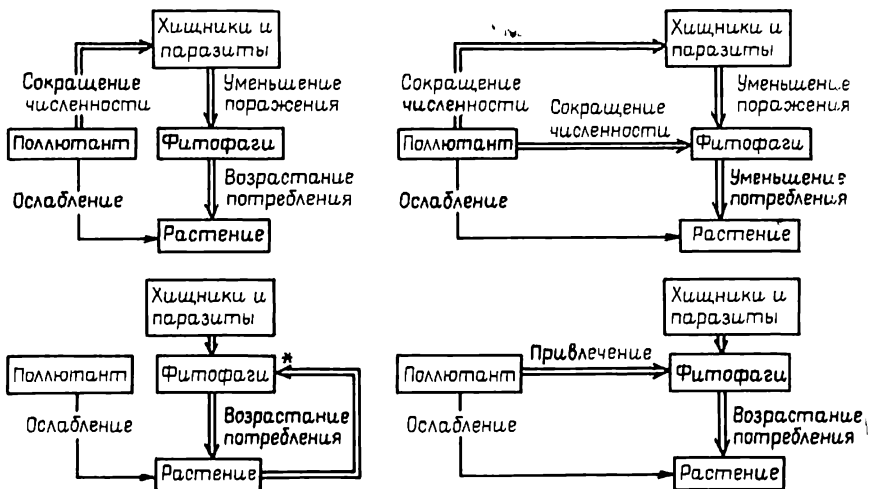 Хищники и
паразиты
Сокращение
численности
Уменьшение
поражения
Поллютант
Фитофаги
Ослабление
Возрастание
потребления
Растение
Хищники и
паразиты
Сокращение
численности
Уменьшение
поражения
Сокращение
численности
Поллютант
Фитофаги
Ослабление
Уменьшение
потребления
Растение
Хищники и
паразиты
*
Поллютант
Фитофаги
Ослабление
Возрастание
потребления
Растение
Хищники и
паразиты
Привлечение
Поллютант
Фитофаги
Ослабление
Возрастание
потребления
Растение